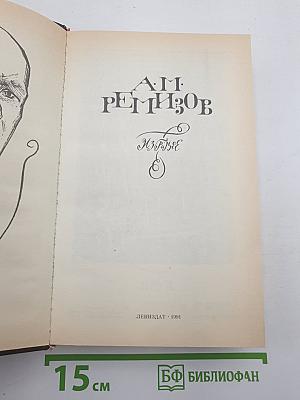 А.М.
РЕМИЗОВ
ИЗБРАННОЕ
ЛЕНИЗДАТ · 1991
15 см
БФ БИБЛИОФАН